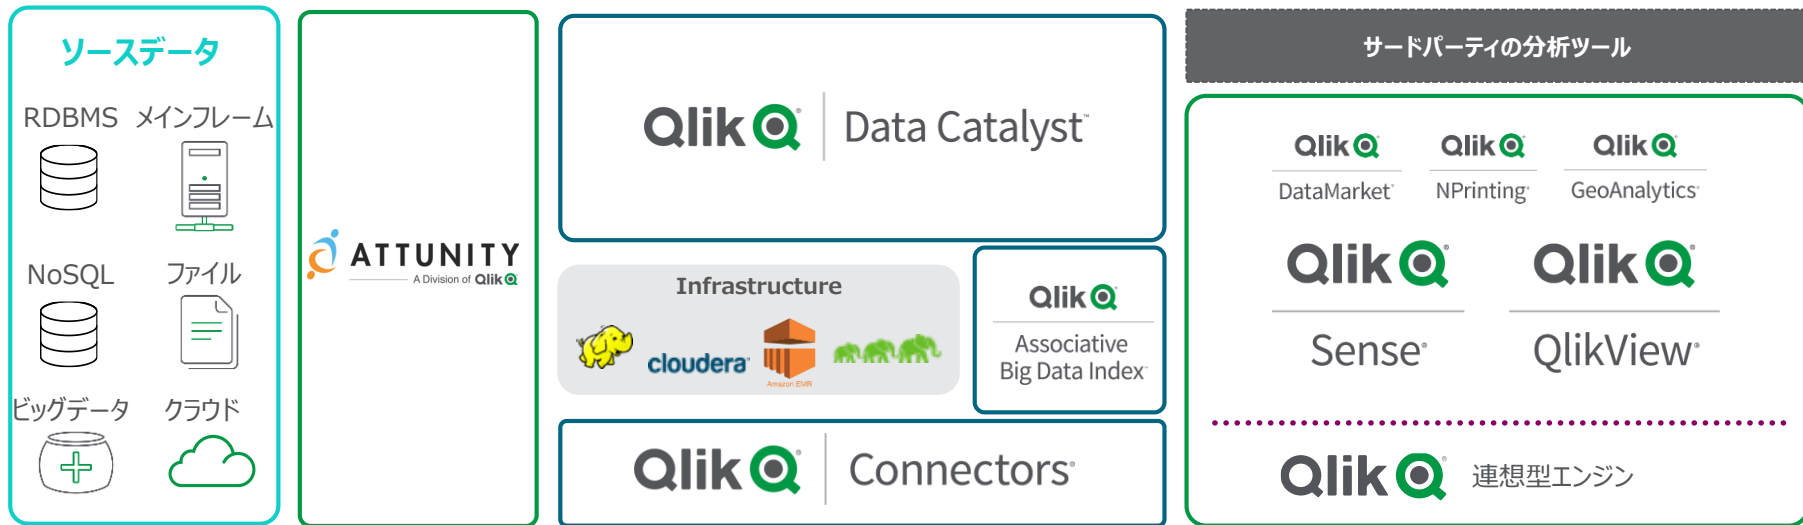 ソースデータ
RDBMS メインフレーム
NoSQL ファイル
ビッグデータ クラウド
ATTUNITY
A Division of Qlik
Qlik Data Catalyst™
Infrastructure
cloudera
Amazon EMR
Qlik
Associative
Big Data Index
Qlik Connectors®
サードパーティの分析ツール
Qlik Qlik Qlik
DataMarket NPrinting GeoAnalytics
Qlik Qlik
Sense® QlikView®
Qlik 連想型エンジン